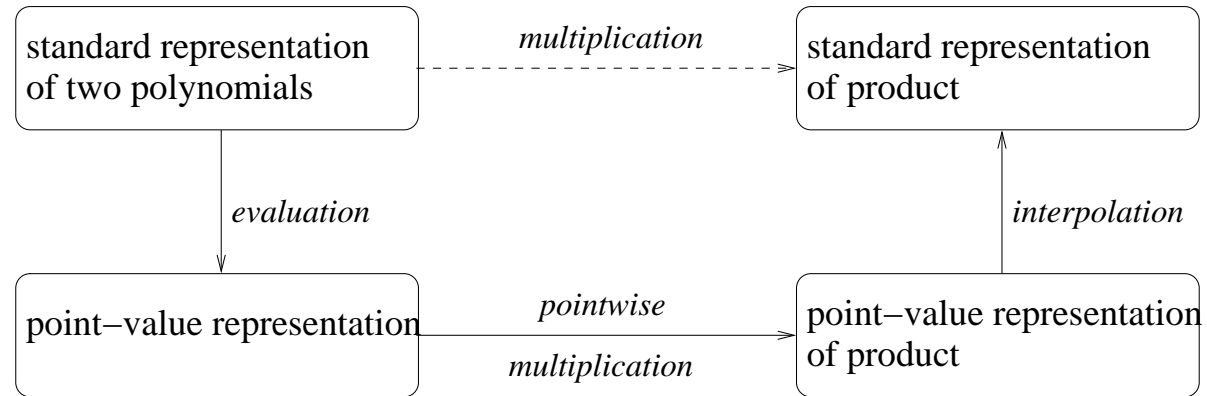 standard representation
of two polynomials
multiplication
standard representation
of product
evaluation
interpolation
point−value representation
pointwise
multiplication
point−value representation
of product